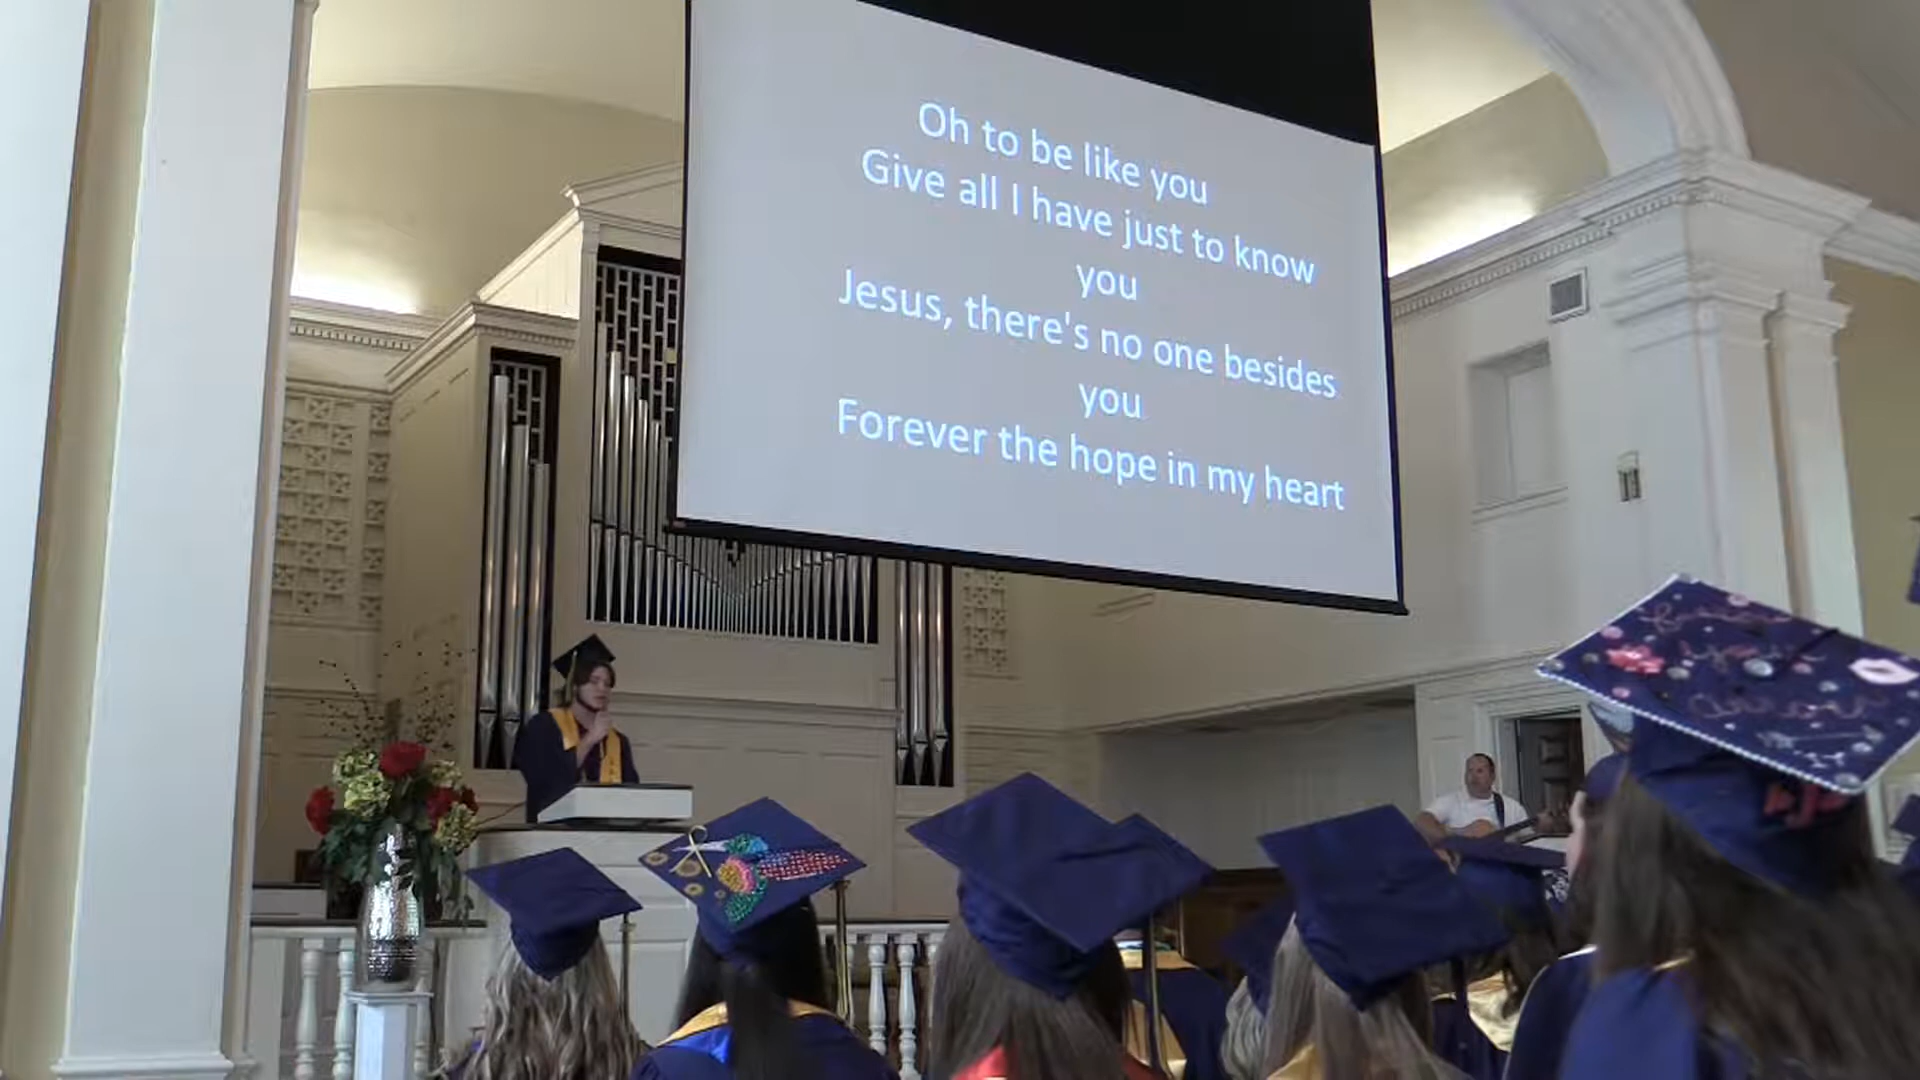 Oh to be like you
Give all I have just to know
you
Jesus, there's no one besides
you
Forever the hope in my heart